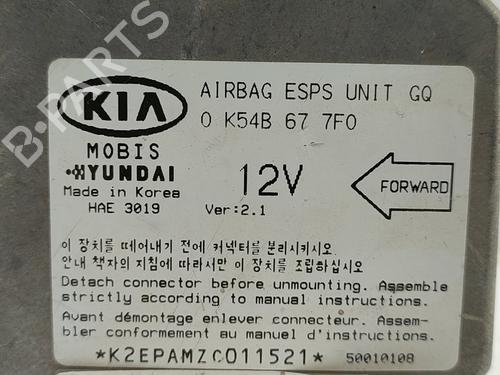 KIA
AIRBAG ESPS UNIT GQ
0 K54B 67 7F0
MOBIS
HYUNDAI
Made in Korea
HAE 3019
12V
Ver:2.1
FORWARD
이 장치를 떼어내기 전에 커넥터를 분리시키시오
안내 책자의 지침에 따라서만 이 장치를 조립하십시오
Detach connector before unmounting. Assemble
strictly according to manual instructions.
Avant démontage enlever connecteur. Assem-
bler conformement au manuel d'instructions.
*K2EPAMZC011521*
50010108
B-PARTS